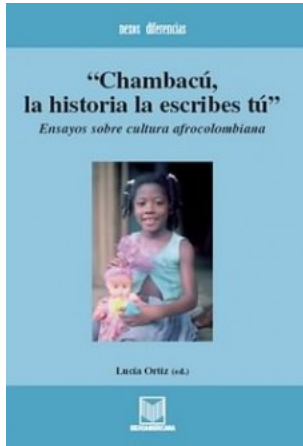 nexos diferencias
“Chambacú,
la historia la escribes tú”
Ensayos sobre cultura afrocolombiana
Lucía Ortiz (ed.)
IBEROAMERICANA